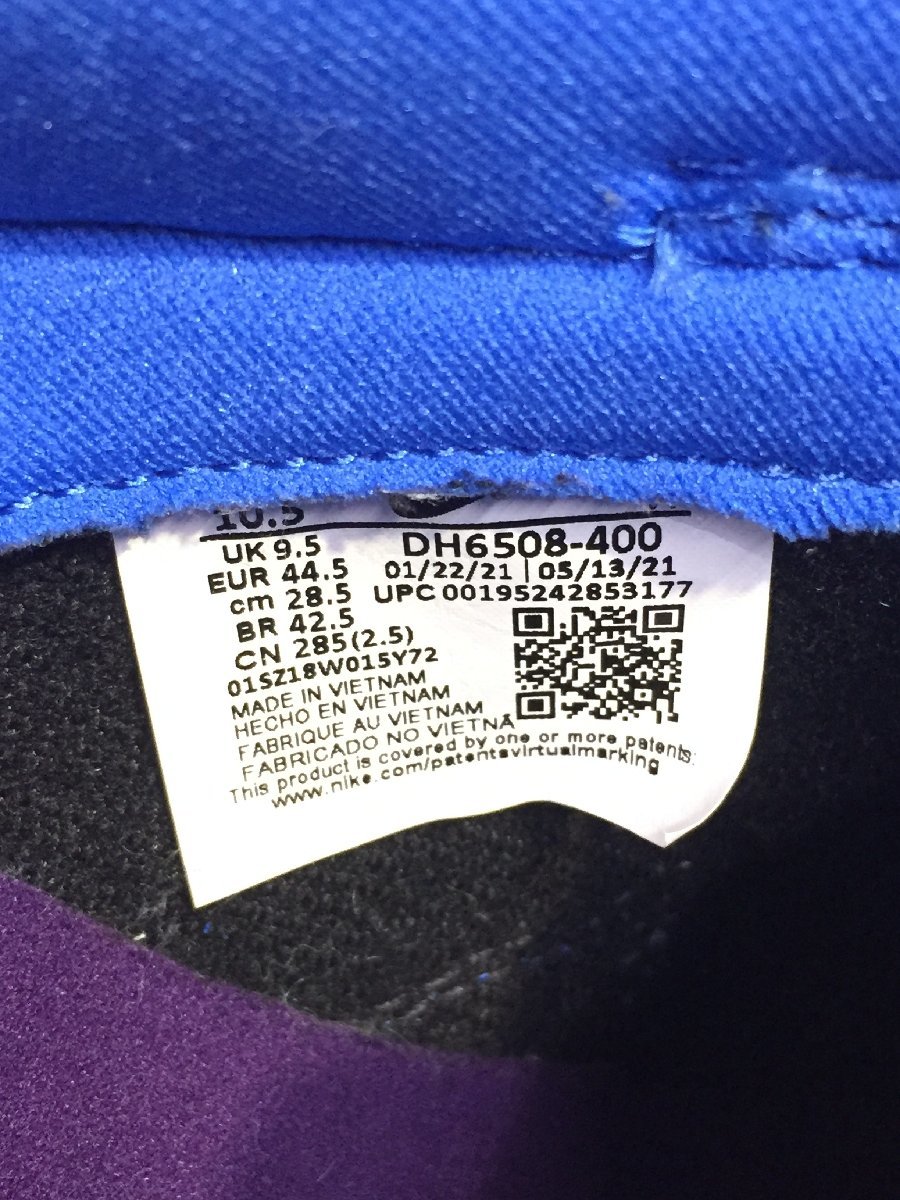 10.5
UK 9.5
EUR 44.5
cm 28.5
BR 42.5
CN 285(2.5)
01SZ18W015Y72
MADE IN VIETNAM
HECHO EN VIETNAM
FABRIQUE AU VIETNAM
FABRICADO NO VIETNÃ
This product is covered by one or more patents:
www.nike.com/patentsvirtualmarking
DH6508-400
01/22/21 | 05/13/21
UPC 00195242853177